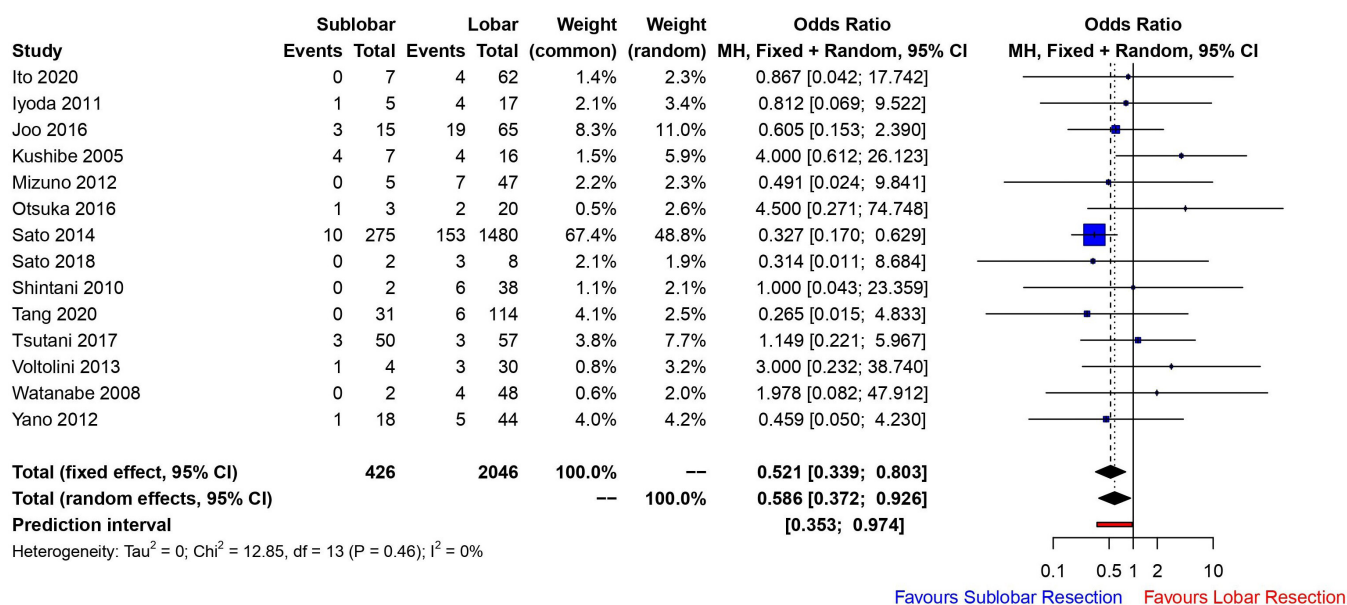 Sublobar Lobar Weight Weight Odds Ratio Odds Ratio
Study Events Total Events Total (common) (random) MH, Fixed + Random, 95% CI MH, Fixed + Random, 95% CI
Ito 2020 0 7 4 62 1.4% 2.3% 0.867 [0.042; 17.742]
Iyoda 2011 1 5 4 17 2.1% 3.4% 0.812 [0.069; 9.522]
Joo 2016 3 15 19 65 8.3% 11.0% 0.605 [0.153; 2.390]
Kushibe 2005 4 7 4 16 1.5% 5.9% 4.000 [0.612; 26.123]
Mizuno 2012 0 5 7 47 2.2% 2.3% 0.491 [0.024; 9.841]
Otsuka 2016 1 3 2 20 0.5% 2.6% 4.500 [0.271; 74.748]
Sato 2014 10 275 153 1480 67.4% 48.8% 0.327 [0.170; 0.629]
Sato 2018 0 2 3 8 2.1% 1.9% 0.314 [0.011; 8.684]
Shintani 2010 0 2 6 38 1.1% 2.1% 1.000 [0.043; 23.359]
Tang 2020 0 31 6 114 4.1% 2.5% 0.265 [0.015; 4.833]
Tsutani 2017 3 50 3 57 3.8% 7.7% 1.149 [0.221; 5.967]
Voltolini 2013 1 4 3 30 0.8% 3.2% 3.000 [0.232; 38.740]
Watanabe 2008 0 2 4 48 0.6% 2.0% 1.978 [0.082; 47.912]
Yano 2012 1 18 5 44 4.0% 4.2% 0.459 [0.050; 4.230]
Total (fixed effect, 95% CI) 426 2046 100.0% −− 0.521 [0.339; 0.803]
Total (random effects, 95% CI) −− 100.0% 0.586 [0.372; 0.926]
Prediction interval [0.353; 0.974]
Heterogeneity: Tau² = 0; Chi² = 12.85, df = 13 (P = 0.46); I² = 0%
0.1 0.5 1 2 10
Favours Sublobar Resection Favours Lobar Resection